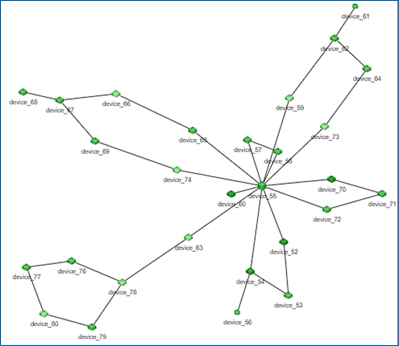 device_61
device_62
device_64
device_68
device_67
device_66
device_59
device_73
device_65
device_57
device_58
device_69
device_74
device_55
device_60
device_70
device_71
device_72
device_63
device_52
device_77
device_76
device_78
device_54
device_53
device_80
device_79
device_56